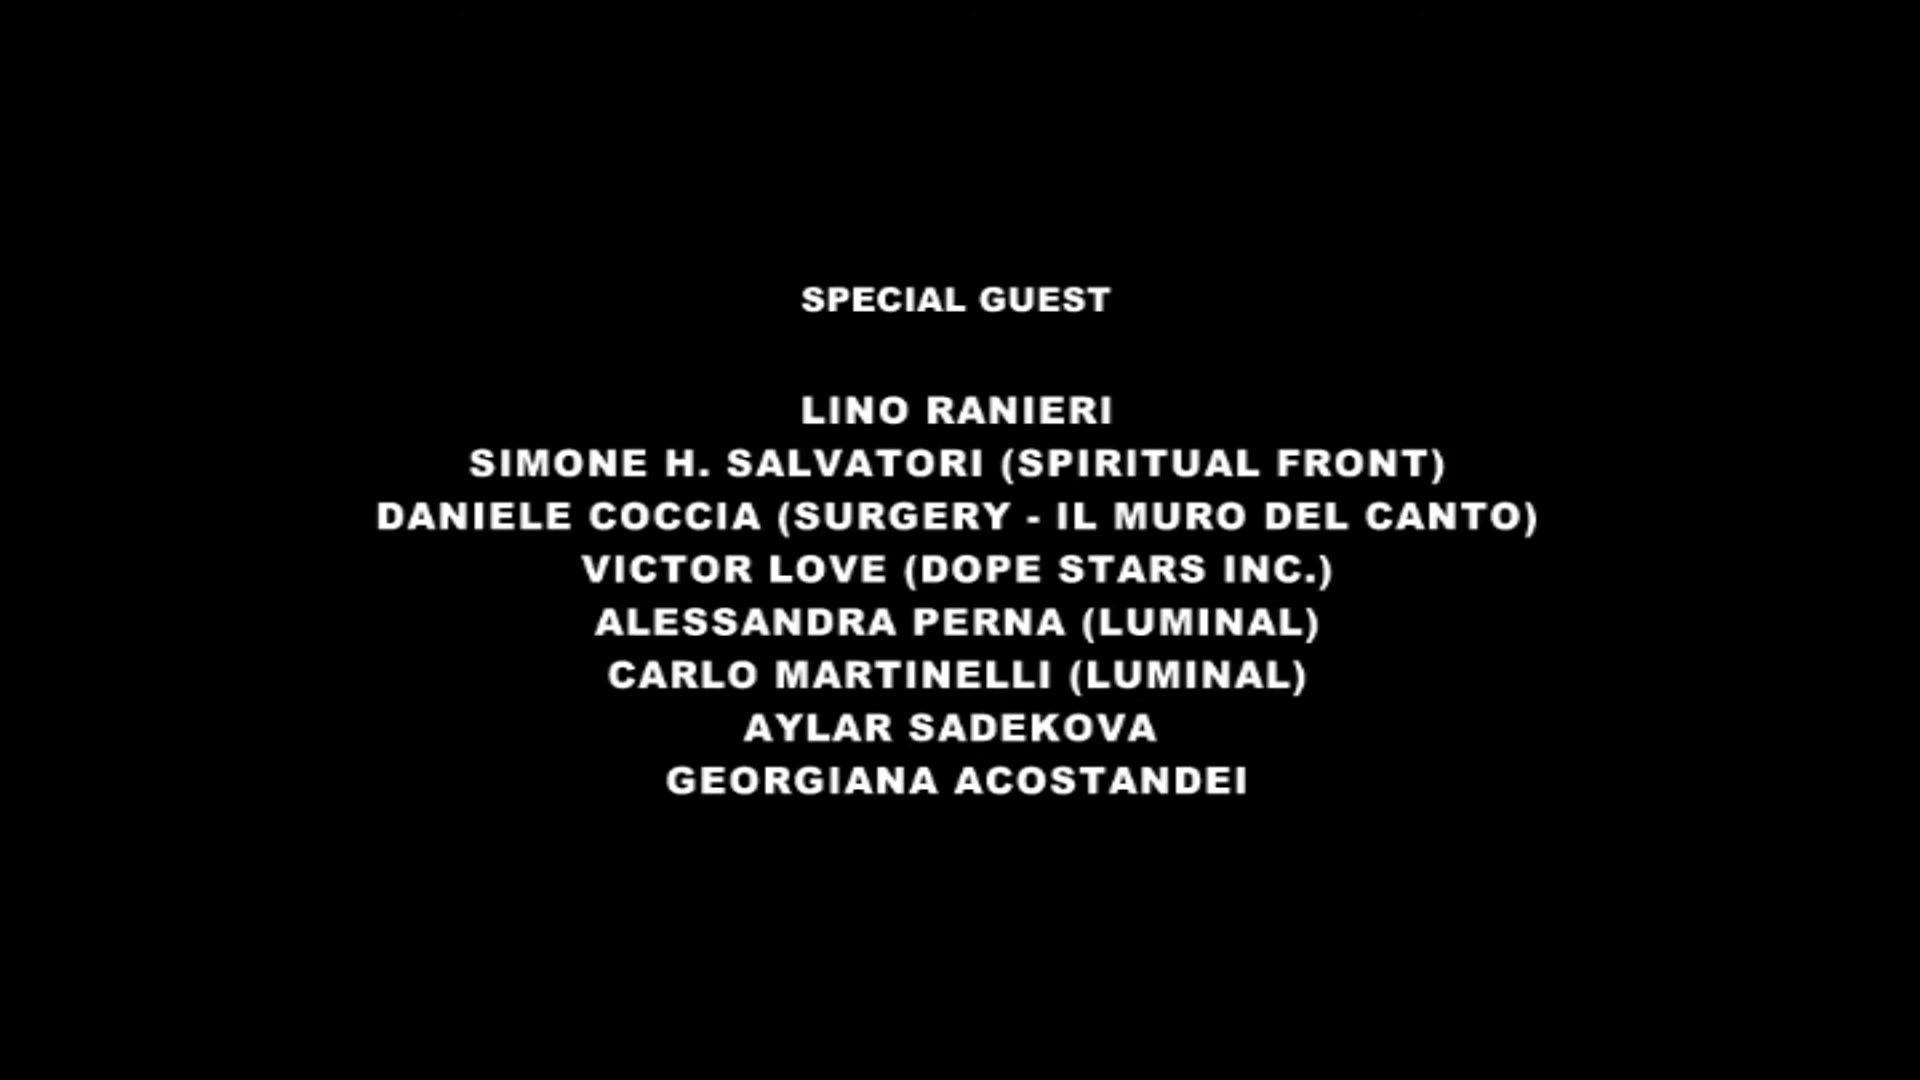 SPECIAL GUEST
LINO RANIERI
SIMONE H. SALVATORI (SPIRITUAL FRONT)
DANIELE COCCIA (SURGERY - IL MURO DEL CANTO)
VICTOR LOVE (DOPE STARS INC.)
ALESSANDRA PERNA (LUMINAL)
CARLO MARTINELLI (LUMINAL)
AYLAR SADEKOVA
GEORGIANA ACOSTANDEI